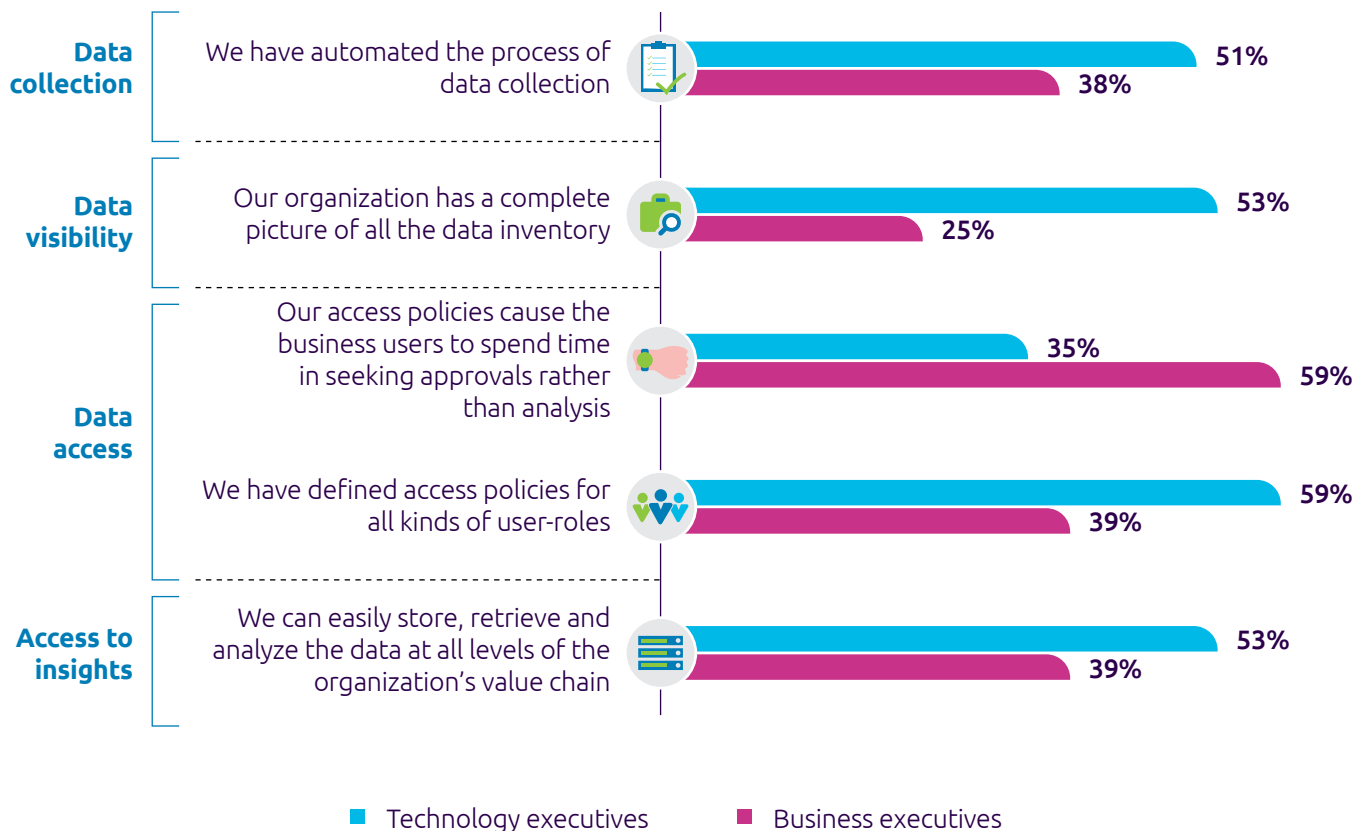 Data
collection
We have automated the process of
data collection
51%
38%
Data
visibility
Our organization has a complete
picture of all the data inventory
53%
25%
Data
access
Our access policies cause the
business users to spend time
in seeking approvals rather
than analysis
35%
59%
We have defined access policies for
all kinds of user-roles
59%
39%
Access to
insights
We can easily store, retrieve and
analyze the data at all levels of the
organization’s value chain
53%
39%
Technology executives
Business executives